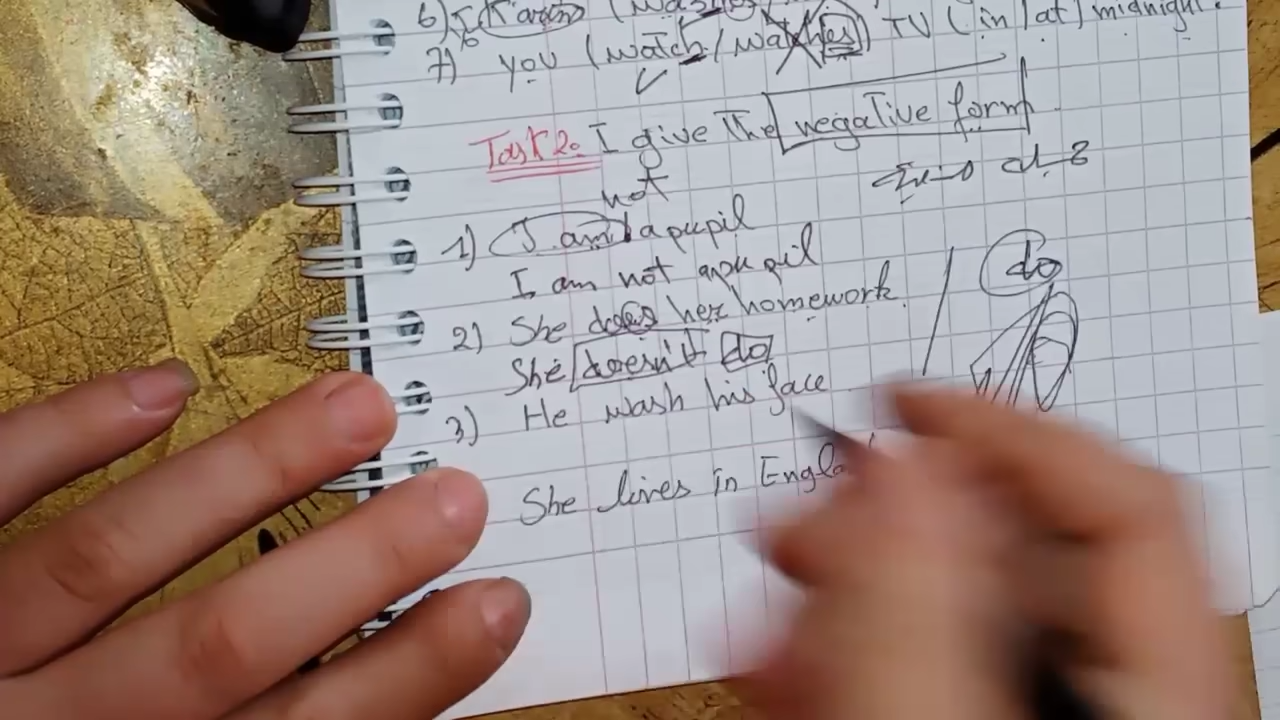 6) I (
7) you (watch/watches) TV (in/at) midnight.
Task 2: I give the negative form
not
1) I am a pupil
I am not a pupil
2) She does her homework. do
She doesn't do
3) He wash his face
She lives in Engla